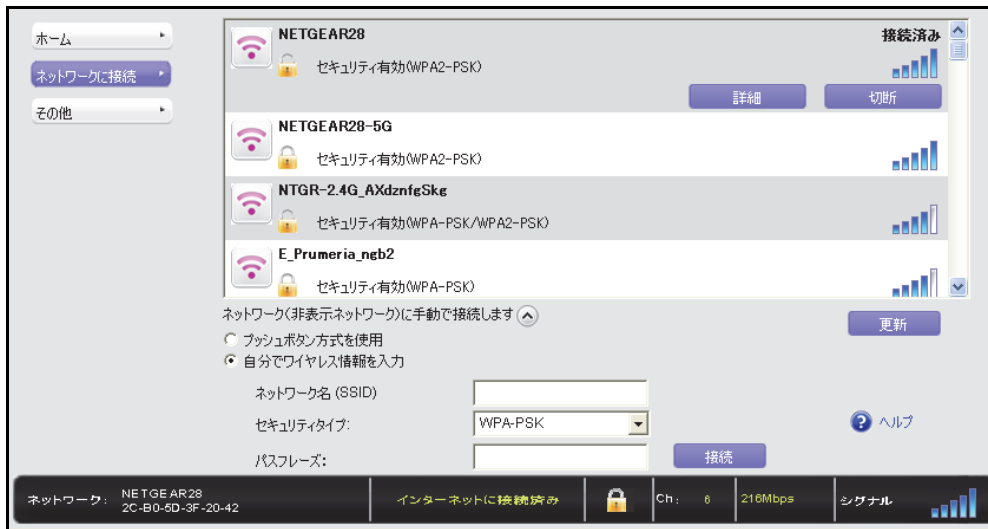 ホーム
ネットワークに接続
その他
NETGEAR28
接続済み
セキュリティ有効(WPA2-PSK)
詳細
切断
NETGEAR28-5G
セキュリティ有効(WPA2-PSK)
NTGR-2.4G_AXdznfgSkg
セキュリティ有効(WPA-PSK/WPA2-PSK)
E_Prumeria_ngb2
セキュリティ有効(WPA-PSK)
ネットワーク(非表示ネットワーク)に手動で接続します
更新
プッシュボタン方式を使用
自分でワイヤレス情報を入力
ネットワーク名 (SSID)
セキュリティタイプ:
WPA-PSK
ヘルプ
パスフレーズ:
接続
ネットワーク: NETGEAR28
2C-B0-5D-3F-20-42
インターネットに接続済み
Ch: 6
216Mbps
シグナル